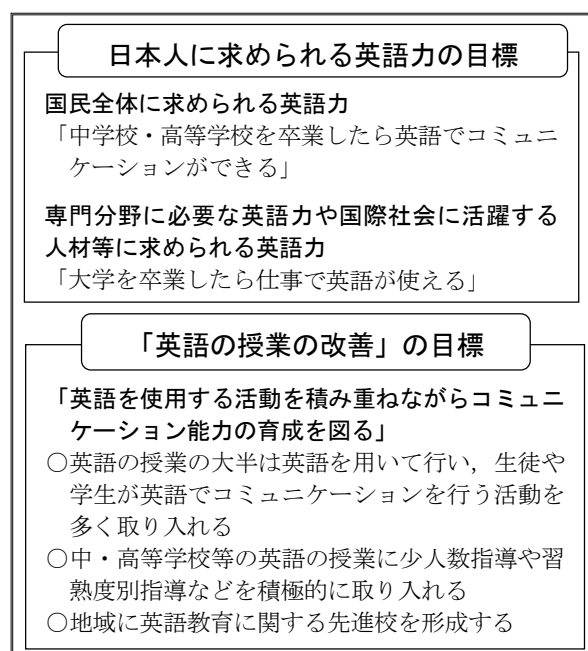 日本人に求められる英語力の目標
国民全体に求められる英語力
「中学校・高等学校を卒業したら英語でコミュニ
ケーションができる」
専門分野に必要な英語力や国際社会に活躍する
人材等に求められる英語力
「大学を卒業したら仕事で英語が使える」
「英語の授業の改善」の目標
「英語を使用する活動を積み重ねながらコミュニ
ケーション能力の育成を図る」
○英語の授業の大半は英語を用いて行い，生徒や
学生が英語でコミュニケーションを行う活動を
多く取り入れる
○中・高等学校等の英語の授業に少人数指導や習
熟度別指導などを積極的に取り入れる
○地域に英語教育に関する先進校を形成する